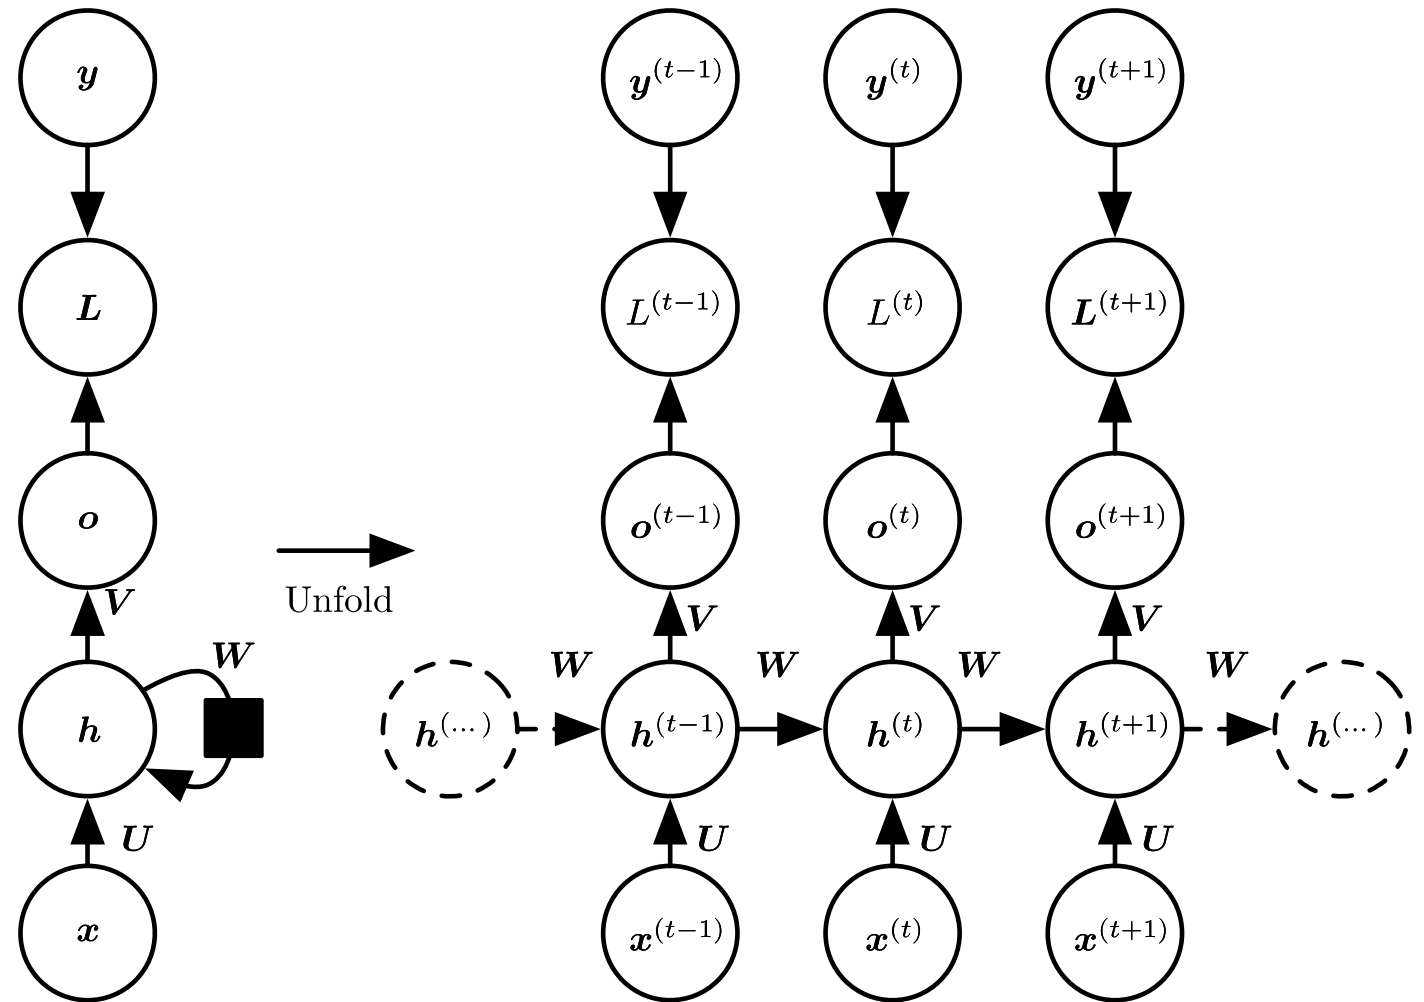 y y^{(t-1)} y^{(t)} y^{(t+1)}
L L^{(t-1)} L^{(t)} L^{(t+1)}
o o^{(t-1)} o^{(t)} o^{(t+1)}
Unfold
V V V V
W W W W W
h h^{(...)} h^{(t-1)} h^{(t)} h^{(t+1)} h^{(...)}
U U U U
x x^{(t-1)} x^{(t)} x^{(t+1)}